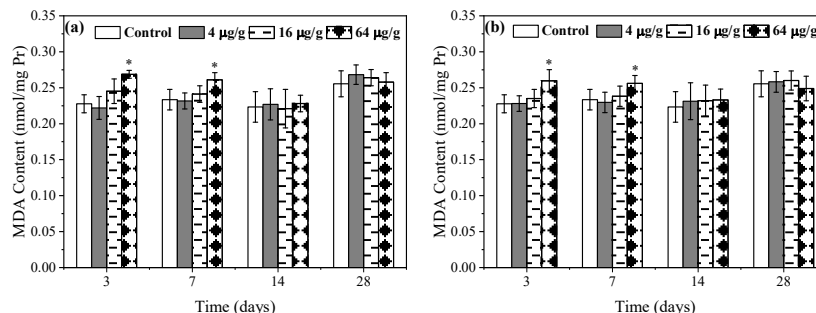 (a) Control 4 μg/g 16 μg/g 64 μg/g
0.35
0.30
0.25
0.20
0.15
0.10
0.05
0.00
MDA Content (nmol/mg Pr)
* *
3 7 14 28
Time (days)
(b) Control 4 μg/g 16 μg/g 64 μg/g
0.35
0.30
0.25
0.20
0.15
0.10
0.05
0.00
MDA Content (nmol/mg Pr)
* *
3 7 14 28
Time (days)